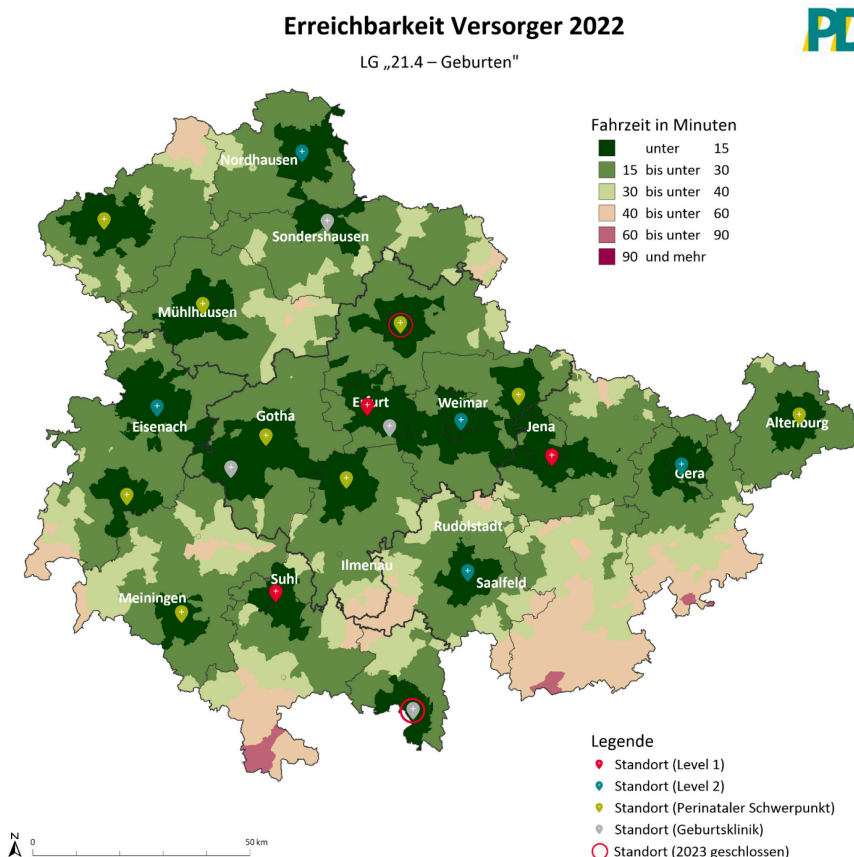 Erreichbarkeit Versorger 2022
PD
LG „21.4 – Geburten"
Fahrzeit in Minuten
unter 15
15 bis unter 30
30 bis unter 40
40 bis unter 60
60 bis unter 90
90 und mehr
Nordhausen
Sondershausen
Mühlhausen
Eisenach
Gotha
Erfurt
Weimar
Jena
Gera
Altenburg
Rudolstadt
Ilmenau
Suhl
Saalfeld
Meiningen
Legende
Standort (Level 1)
Standort (Level 2)
Standort (Perinataler Schwerpunkt)
Standort (Geburtsklinik)
Standort (2023 geschlossen)
N
0 50 km